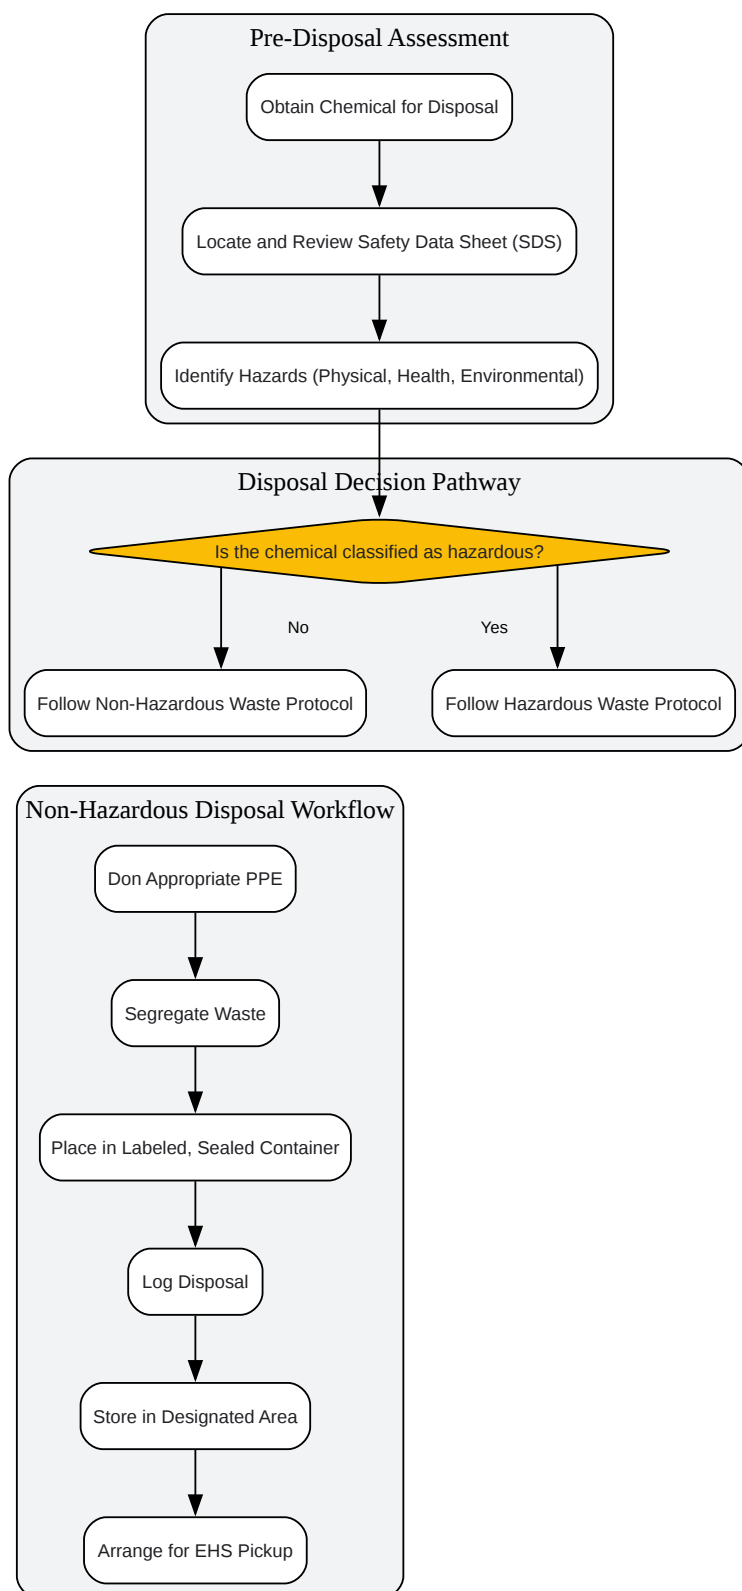 Pre-Disposal Assessment
Obtain Chemical for Disposal
Locate and Review Safety Data Sheet (SDS)
Identify Hazards (Physical, Health, Environmental)
Disposal Decision Pathway
Is the chemical classified as hazardous?
No
Yes
Follow Non-Hazardous Waste Protocol
Follow Hazardous Waste Protocol
Non-Hazardous Disposal Workflow
Don Appropriate PPE
Segregate Waste
Place in Labeled, Sealed Container
Log Disposal
Store in Designated Area
Arrange for EHS Pickup